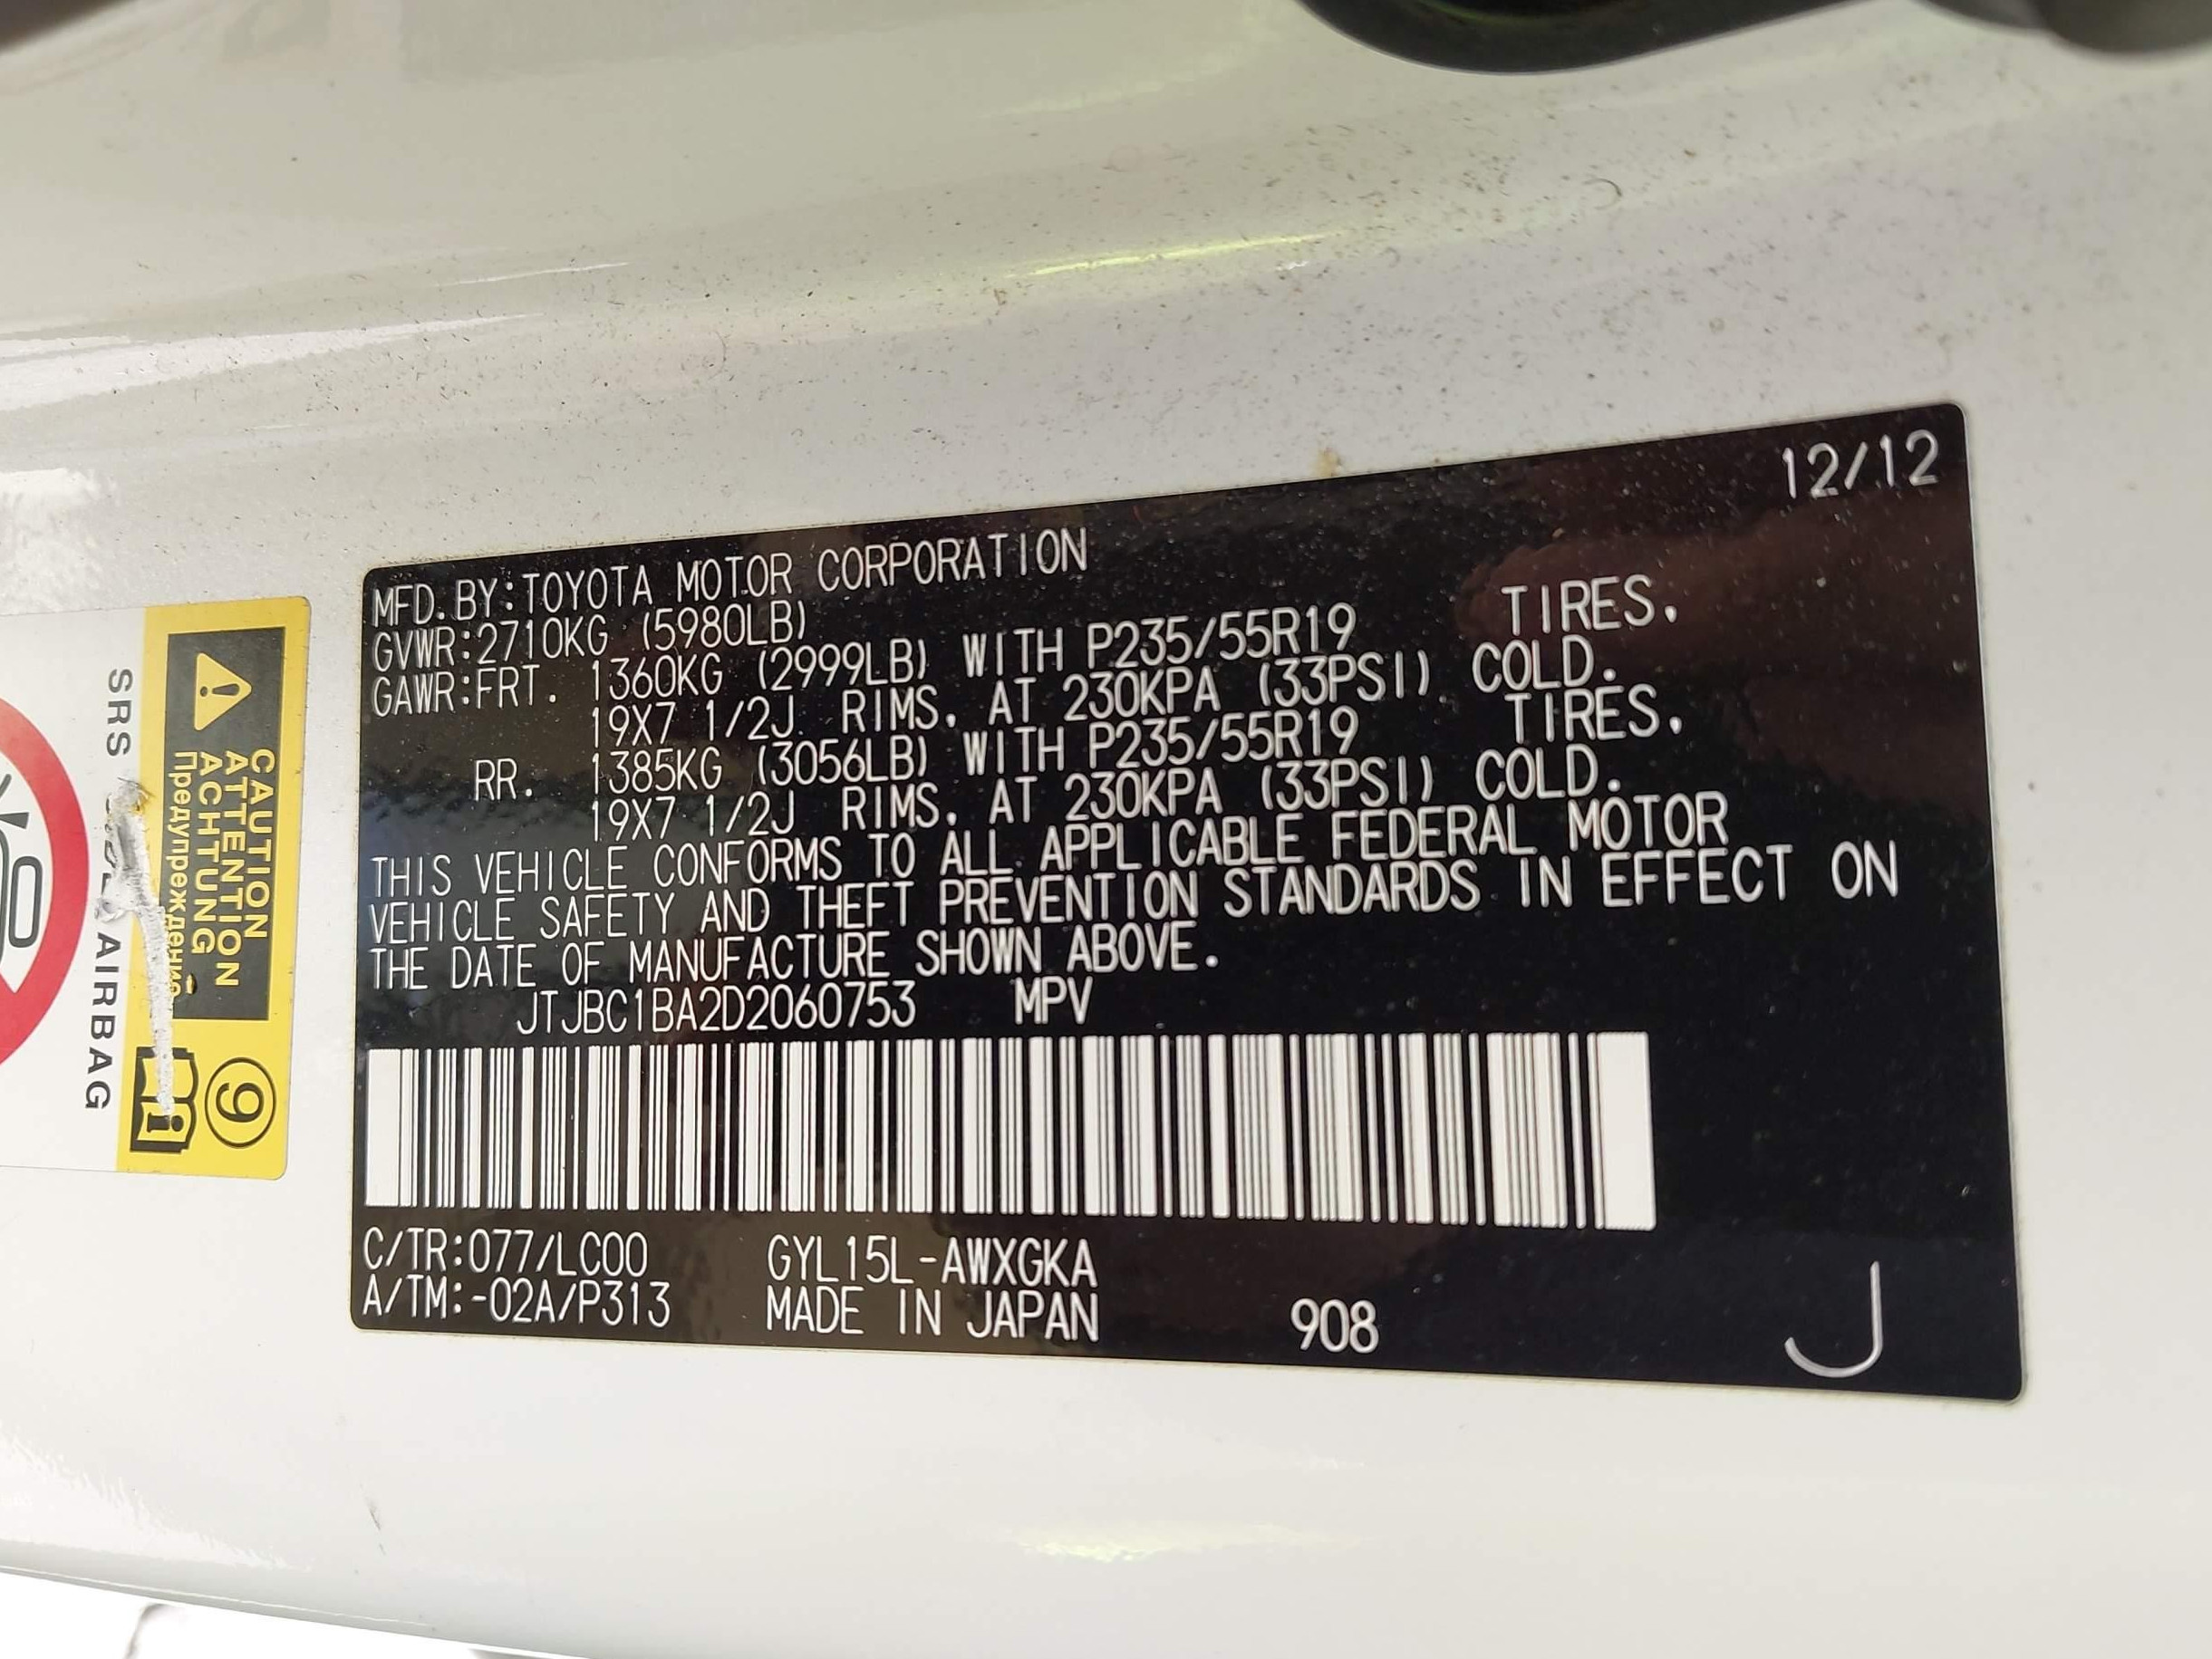 12/12
MFD.BY:TOYOTA MOTOR CORPORATION
GVWR:2710KG (5980LB)
GAWR:FRT. 1360KG (2999LB) WITH P235/55R19 TIRES,
19X7 1/2J RIMS, AT 230KPA (33PSI) COLD.
RR. 1385KG (3056LB) WITH P235/55R19 TIRES,
19X7 1/2J RIMS, AT 230KPA (33PSI) COLD.
THIS VEHICLE CONFORMS TO ALL APPLICABLE FEDERAL MOTOR
VEHICLE SAFETY AND THEFT PREVENTION STANDARDS IN EFFECT ON
THE DATE OF MANUFACTURE SHOWN ABOVE.
JTJBC1BA2D2060753 MPV
C/TR:077/LC00 GYL15L-AWXGKA
A/TM:-02A/P313 MADE IN JAPAN 908
J
CAUTION
ATTENTION
ACHTUNG
Предупреждение
9
i
SRS AIRBAG